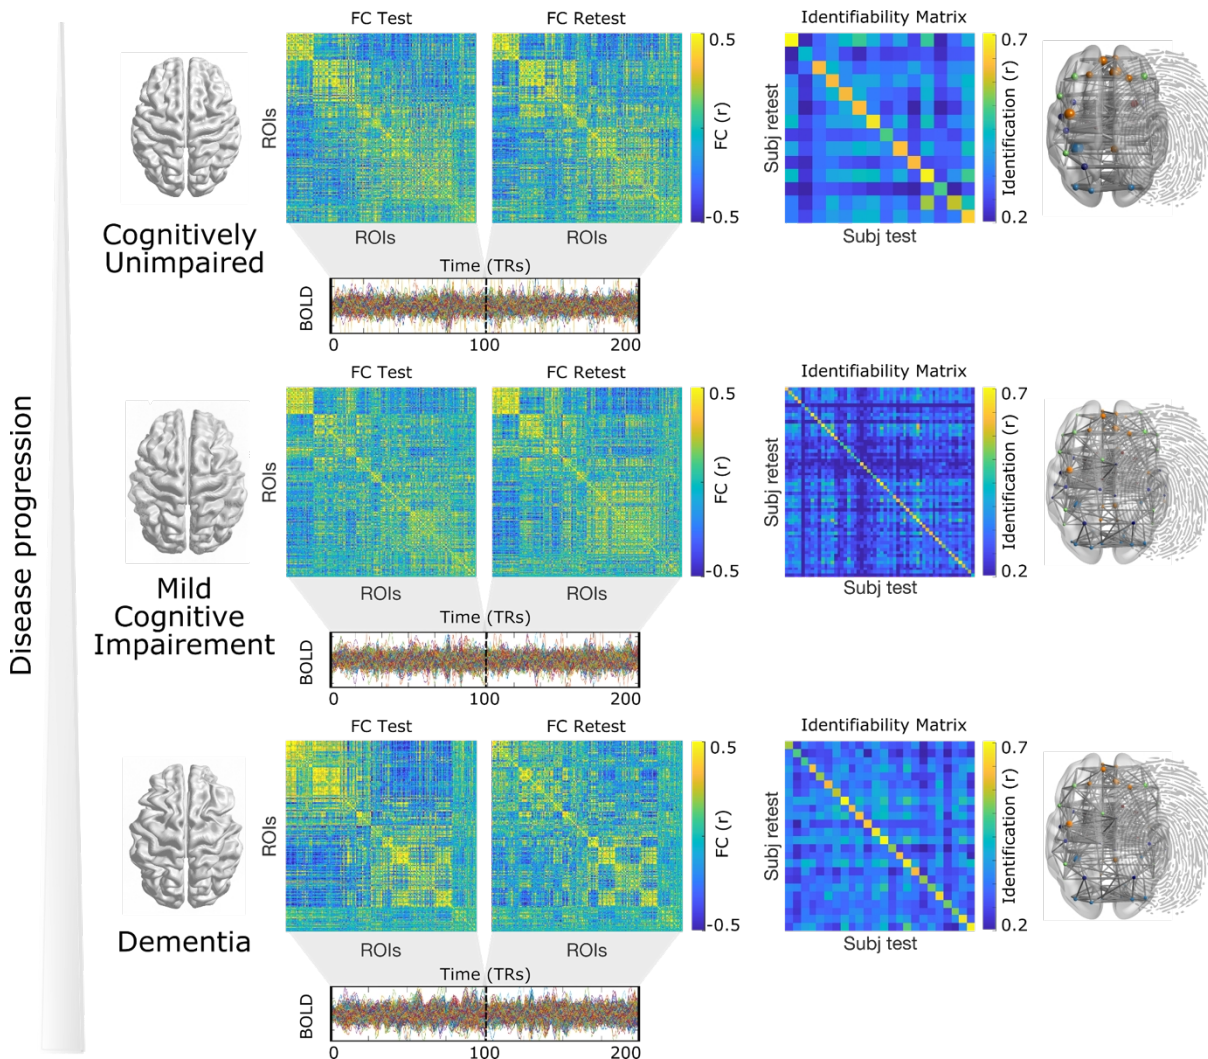 Disease progression
FC Test
FC Retest
Identifiability Matrix
ROIs
0.5
FC (r)
-0.5
Subj retest
0.7
Identification (r)
0.2
ROIs
ROIs
Subj test
Cognitively
Unimpaired
Time (TRs)
BOLD
0
100
200
FC Test
FC Retest
Identifiability Matrix
ROIs
0.5
FC (r)
-0.5
Subj retest
0.7
Identification (r)
0.2
ROIs
ROIs
Subj test
Mild
Cognitive
Impairement
Time (TRs)
BOLD
0
100
200
FC Test
FC Retest
Identifiability Matrix
ROIs
0.5
FC (r)
-0.5
Subj retest
0.7
Identification (r)
0.2
ROIs
ROIs
Subj test
Dementia
Time (TRs)
BOLD
0
100
200